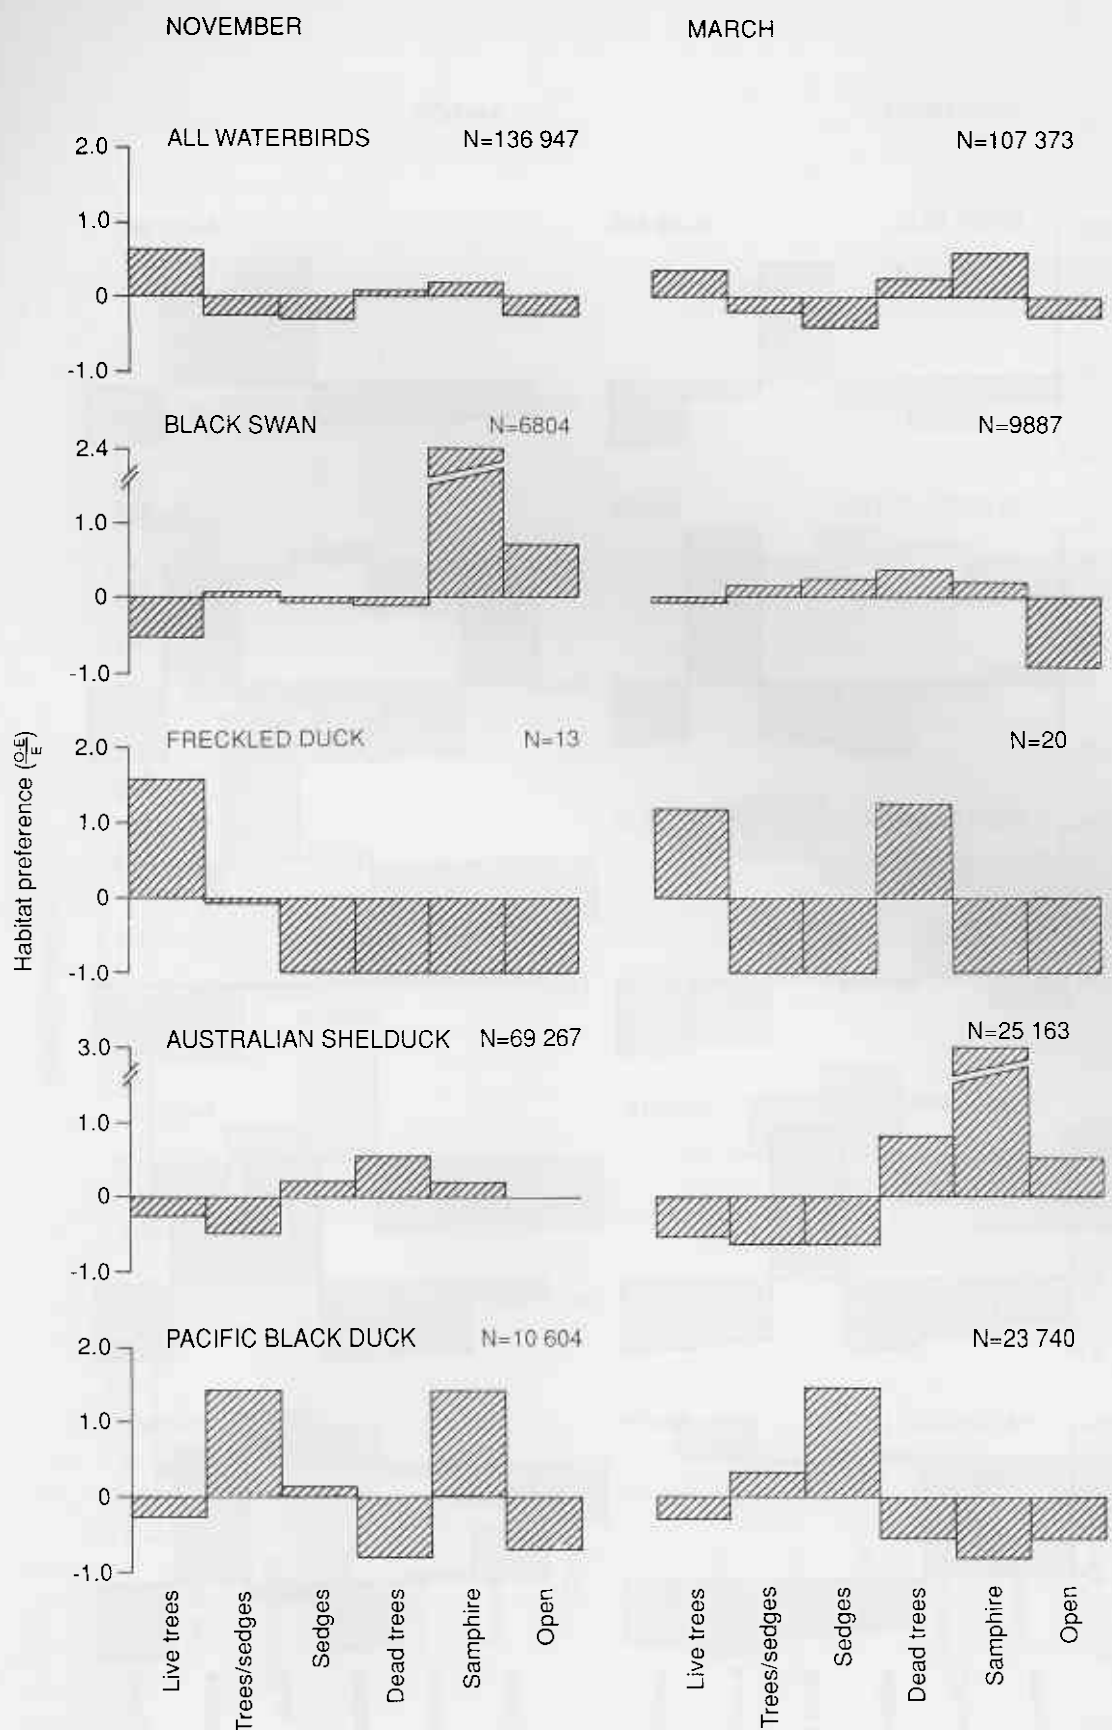 NOVEMBER MARCH
ALL WATERBIRDS N=136 947 N=107 373
2.0
1.0
0
-1.0
BLACK SWAN N=6804 N=9887
2.4
1.0
0
-1.0
Habitat preference (O-E/E)
FRECKLED DUCK N=13 N=20
2.0
1.0
0
-1.0
AUSTRALIAN SHELDUCK N=69 267 N=25 163
3.0
1.0
0
-1.0
PACIFIC BLACK DUCK N=10 604 N=23 740
2.0
1.0
0
-1.0
Live trees
Trees/sedges
Sedges
Dead trees
Samphire
Open
Live trees
Trees/sedges
Sedges
Dead trees
Samphire
Open